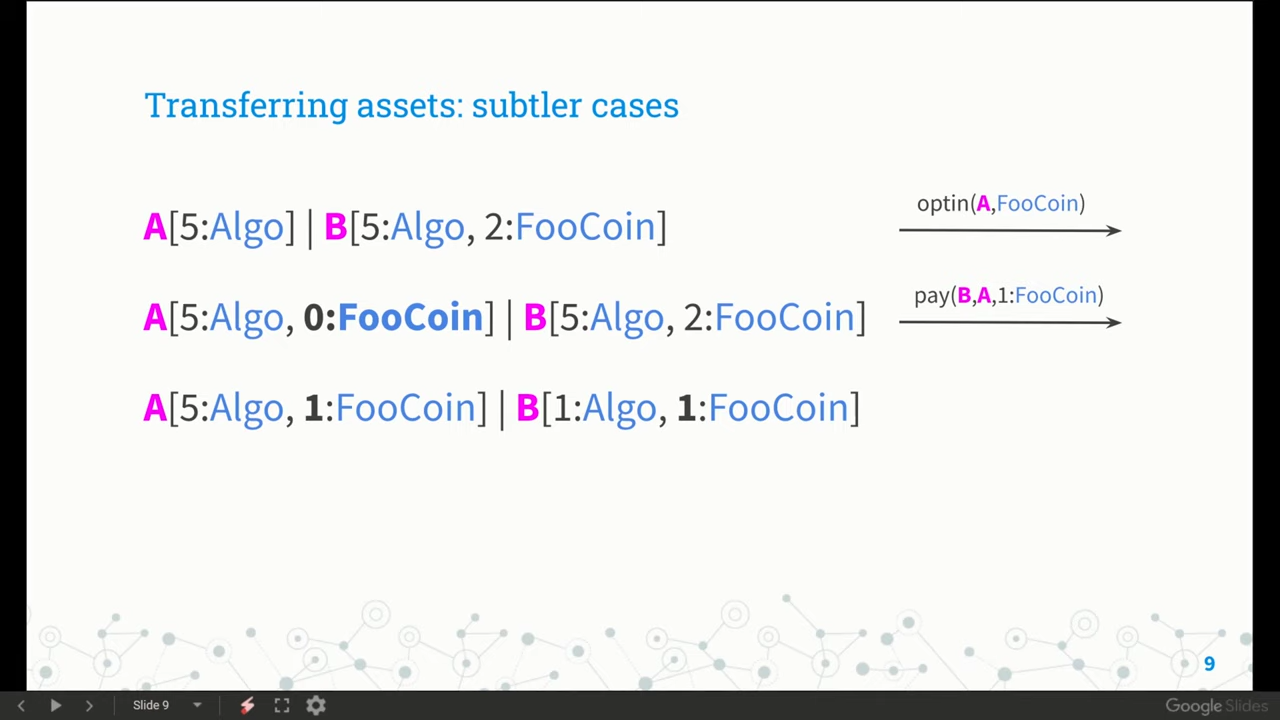 Transferring assets: subtler cases
A[5:Algo] | B[5:Algo, 2:FooCoin]
optin(A,FooCoin)
A[5:Algo, 0:FooCoin] | B[5:Algo, 2:FooCoin]
pay(B,A,1:FooCoin)
A[5:Algo, 1:FooCoin] | B[1:Algo, 1:FooCoin]
9
Slide 9
Google Slides